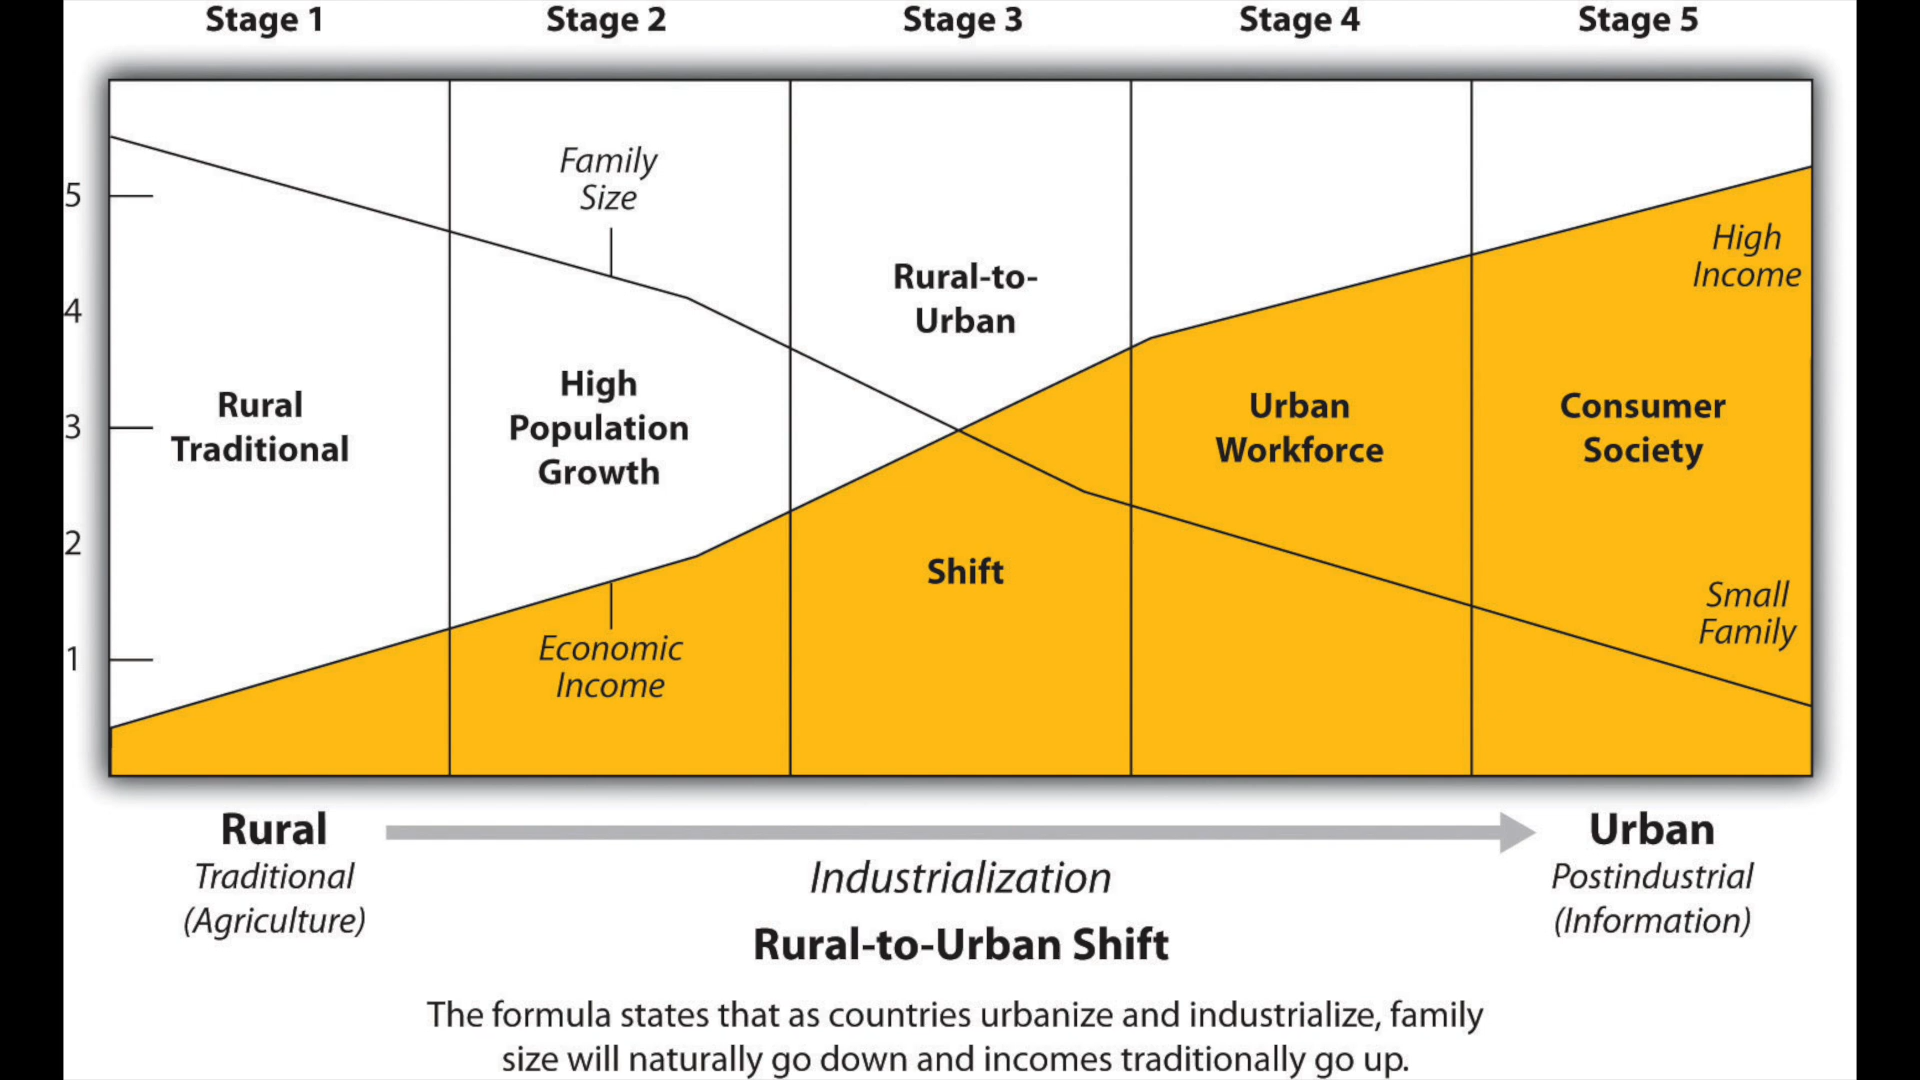 Stage 1
Stage 2
Stage 3
Stage 4
Stage 5
5
4
3
2
1
Family
Size
Rural-to-
Urban
High
Income
Rural
Traditional
High
Population
Growth
Urban
Workforce
Consumer
Society
Shift
Economic
Income
Small
Family
Rural
Traditional
(Agriculture)
Industrialization
Urban
Postindustrial
(Information)
Rural-to-Urban Shift
The formula states that as countries urbanize and industrialize, family
size will naturally go down and incomes traditionally go up.